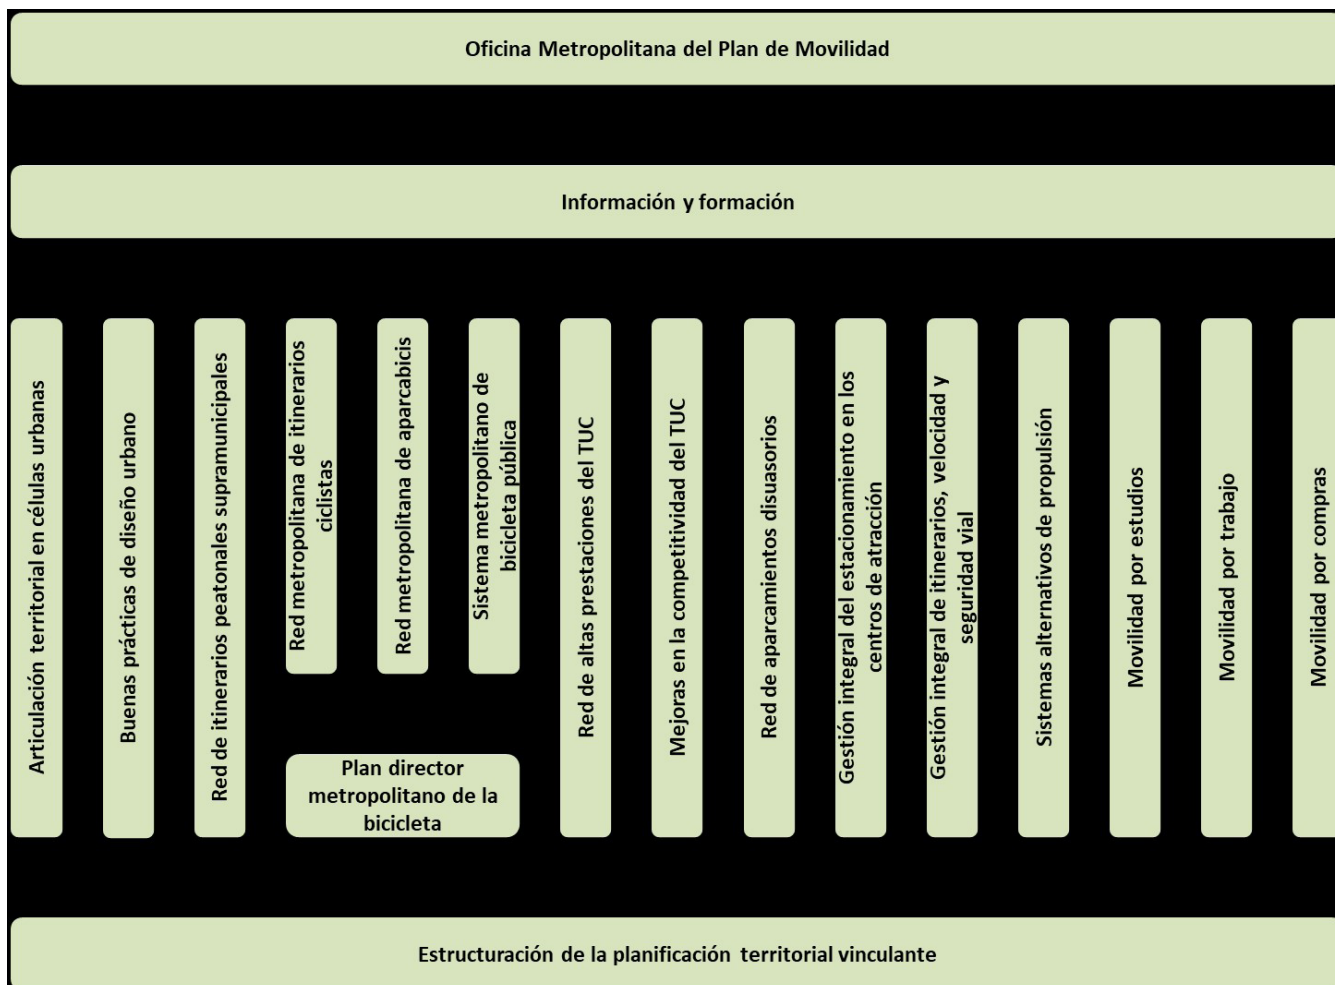 Oficina Metropolitana del Plan de Movilidad
Información y formación
Articulación territorial en células urbanas
Buenas prácticas de diseño urbano
Red de itinerarios peatonales supramunicipales
Red metropolitana de itinerarios
ciclistas
Red metropolitana de aparcabicis
Sistema metropolitano de
bicicleta pública
Plan director
metropolitano de la
bicicleta
Red de altas prestaciones del TUC
Mejoras en la competitividad del TUC
Red de aparcamientos disuasorios
Gestión integral del estacionamiento en los
centros de atracción
Gestión integral de itinerarios, velocidad y
seguridad vial
Sistemas alternativos de propulsión
Movilidad por estudios
Movilidad por trabajo
Movilidad por compras
Estructuración de la planificación territorial vinculante